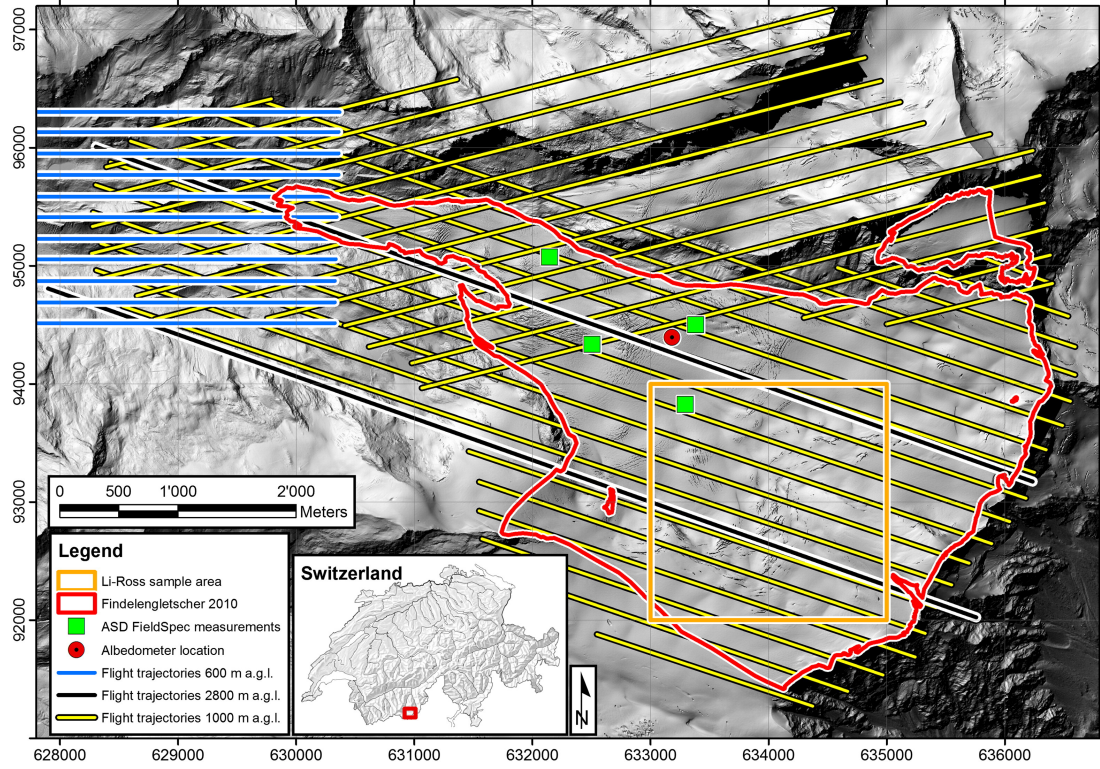 97000
96000
95000
94000
93000
92000
0 500 1'000 2'000
Meters
Legend
Li-Ross sample area
Findelengletscher 2010
ASD FieldSpec measurements
Albedometer location
Flight trajectories 600 m a.g.l.
Flight trajectories 2800 m a.g.l.
Flight trajectories 1000 m a.g.l.
Switzerland
N
628000 629000 630000 631000 632000 633000 634000 635000 636000